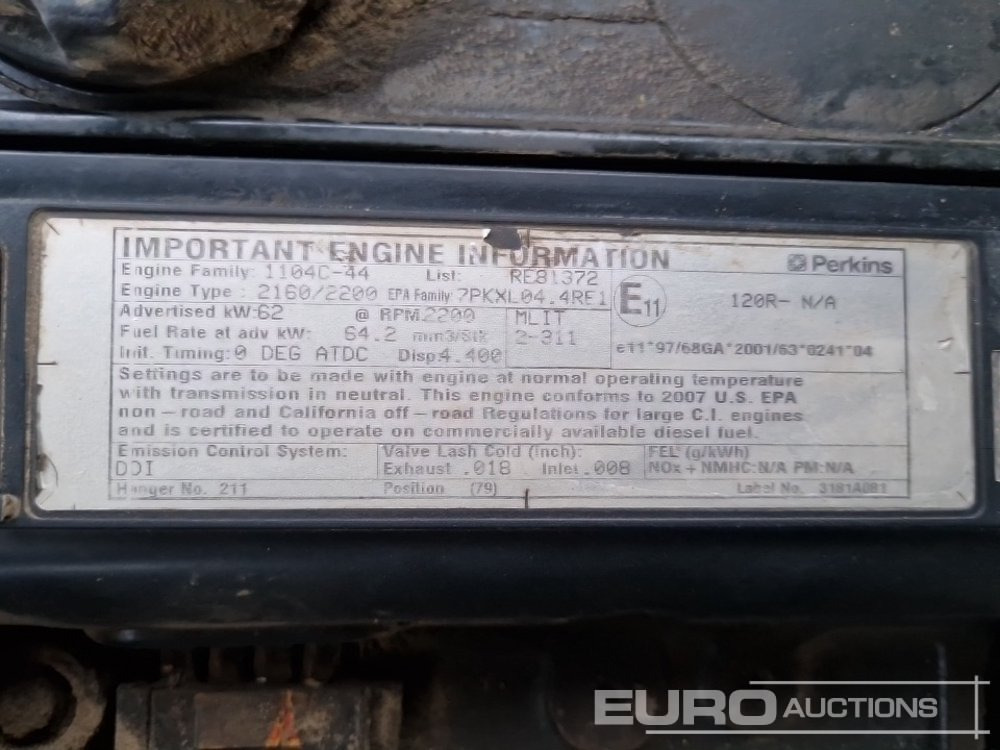 IMPORTANT ENGINE INFORMATION
Perkins
Engine Family: 1104C-44 List: RE81372
Engine Type : 2160/2200 EPA Family: 7PKXL04.4RE1
E11
120R- N/A
Advertised kW:62 @ RPM:2200 MLIT
Fuel Rate at adv kW: 64.2 mm3/Stk 2-311
Init. Timing:0 DEG ATDC Disp:4.400
e11*97/68GA*2001/63*0241*04
Settings are to be made with engine at normal operating temperature
with transmission in neutral. This engine conforms to 2007 U.S. EPA
non-road and California off-road Regulations for large C.I. engines
and is certified to operate on commercially available diesel fuel.
Emission Control System: Valve Lash Cold (Inch): FEL (g/kWh)
DDI Exhaust .018 Inlet .008 NOx + NMHC:N/A PM:N/A
Hanger No. 211 Position (79) Label No. 3181A081
EURO AUCTIONS